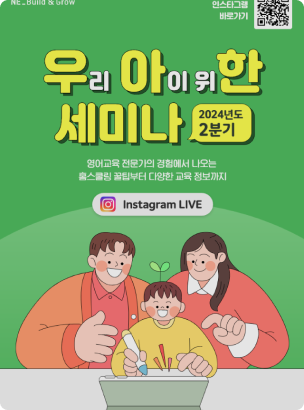 NE_Build & Grow
인스타그램
바로가기
우리 아이 위한
세미나
2024년도
2분기
영어교육 전문가의 경험에서 나오는
홈스쿨링 꿀팁부터 다양한 교육 정보까지
Instagram LIVE